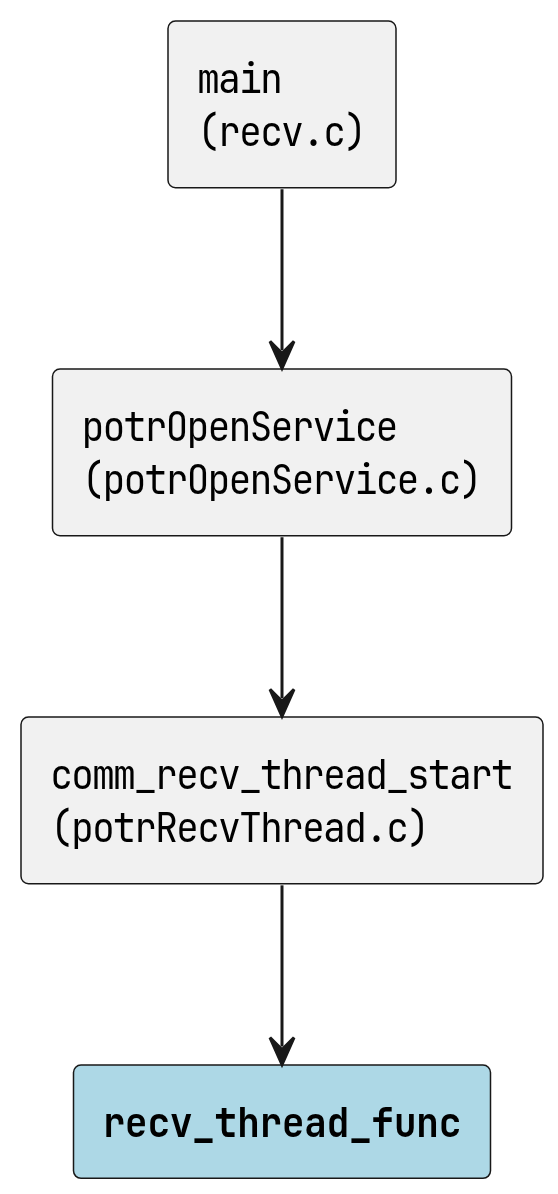 main
(recv.c)
potrOpenService
(potrOpenService.c)
comm_recv_thread_start
(potrRecvThread.c)
recv_thread_func